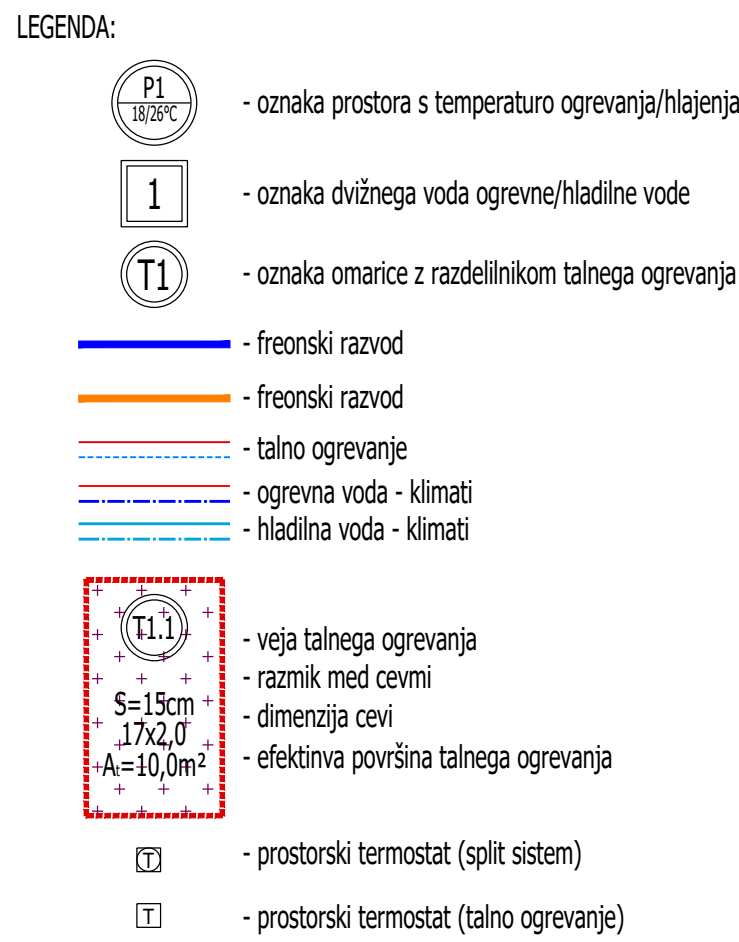 LEGENDA:
P1
18/26°C
- oznaka prostora s temperaturo ogrevanja/hlajenja
1
- oznaka dvižnega voda ogrevne/hladilne vode
T1
- oznaka omarice z razdelilnikom talnega ogrevanja
- freonski razvod
- freonski razvod
- talno ogrevanje
- ogrevna voda - klimati
- hladilna voda - klimati
T1.1
S=15cm
17x2,0
At=10,0m²
- veja talnega ogrevanja
- razmik med cevmi
- dimenzija cevi
- efektinva površina talnega ogrevanja
T
- prostorski termostat (split sistem)
T
- prostorski termostat (talno ogrevanje)